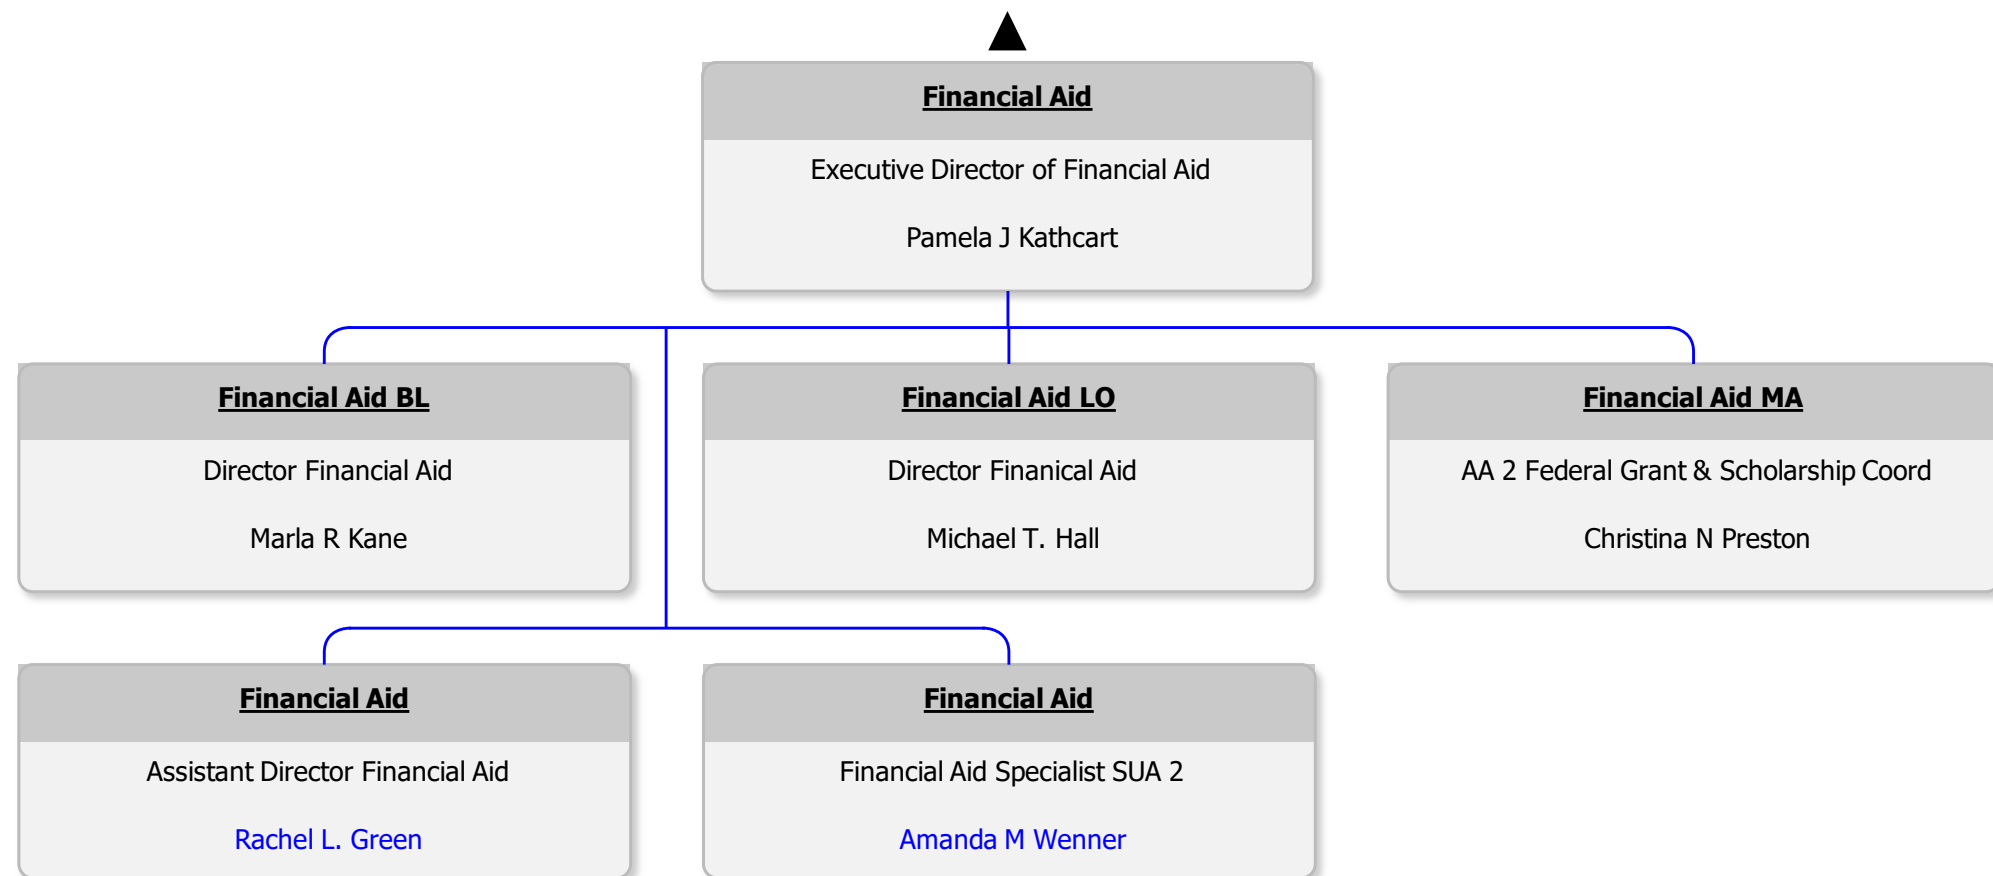 Financial Aid
Executive Director of Financial Aid
Pamela J Kathcart
Financial Aid BL
Director Financial Aid
Marla R Kane
Financial Aid LO
Director Finanical Aid
Michael T. Hall
Financial Aid MA
AA 2 Federal Grant & Scholarship Coord
Christina N Preston
Financial Aid
Assistant Director Financial Aid
Rachel L. Green
Financial Aid
Financial Aid Specialist SUA 2
Amanda M Wenner